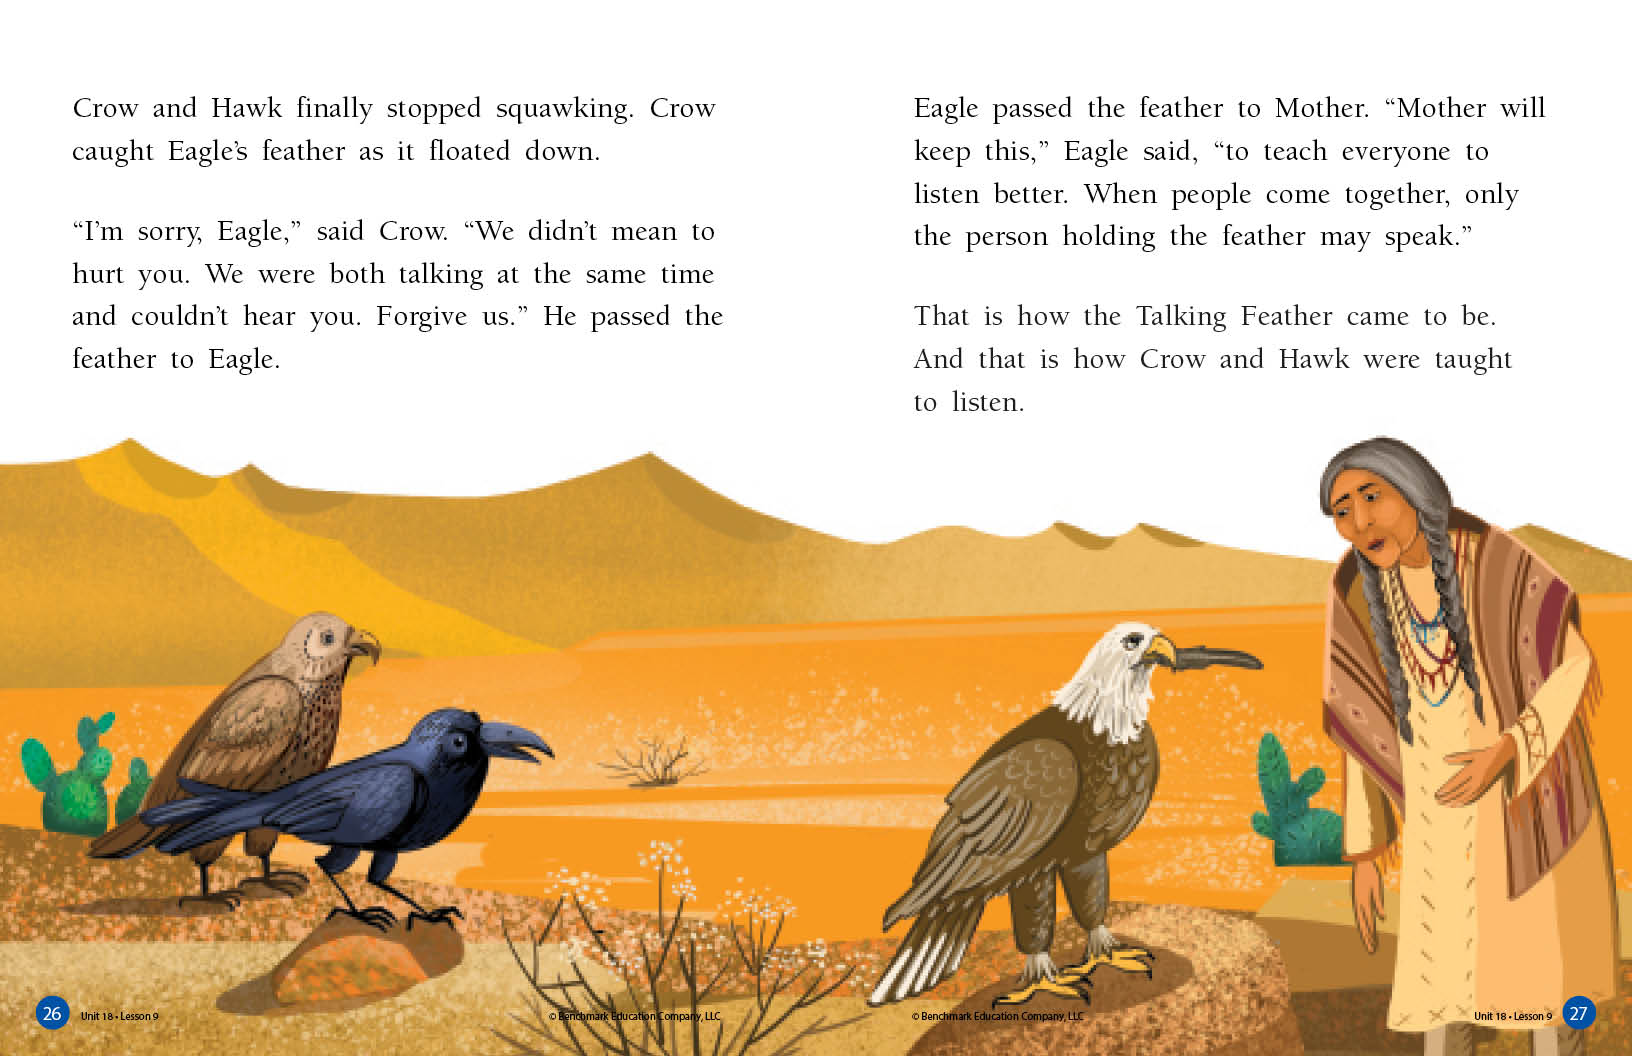 Crow and Hawk finally stopped squawking. Crow
caught Eagle’s feather as it floated down.
“I’m sorry, Eagle,” said Crow. “We didn’t mean to
hurt you. We were both talking at the same time
and couldn’t hear you. Forgive us.” He passed the
feather to Eagle.
26
Unit 18 • Lesson 9
© Benchmark Education Company, LLC
Eagle passed the feather to Mother. “Mother will
keep this,” Eagle said, “to teach everyone to
listen better. When people come together, only
the person holding the feather may speak.”
That is how the Talking Feather came to be.
And that is how Crow and Hawk were taught
to listen.
© Benchmark Education Company, LLC
Unit 18 • Lesson 9
27